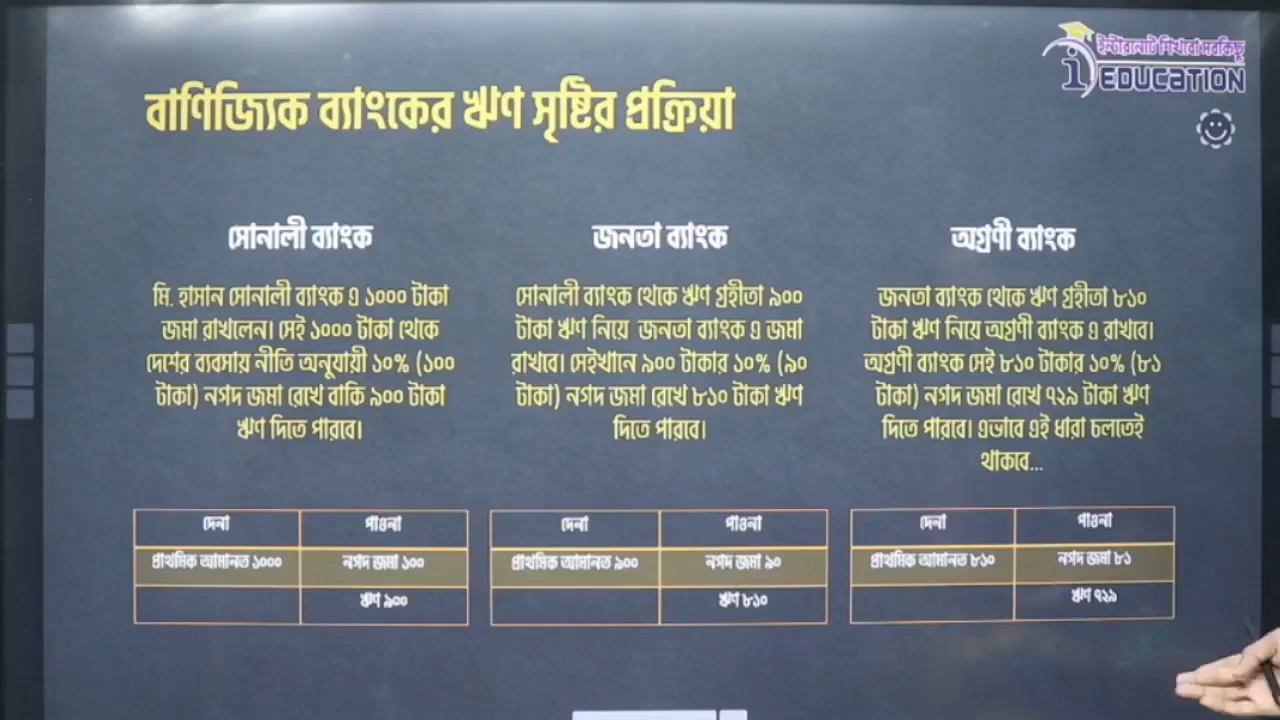 ইন্টারনেট শিখাবো সবকিছু
i EDUCATION
বাণিজ্যিক ব্যাংকের ঋণ সৃষ্টির প্রক্রিয়া
সোনালী ব্যাংক
মি. হাসান সোনালী ব্যাংক এ ১০০০ টাকা
জমা রাখলেন। সেই ১০০০ টাকা থেকে
দেশের ব্যবসায় নীতি অনুযায়ী ১০% (১০০
টাকা) নগদ জমা রেখে বাকি ৯০০ টাকা
ঋণ দিতে পারবে।
জনতা ব্যাংক
সোনালী ব্যাংক থেকে ঋণ গ্রহীতা ৯০০
টাকা ঋণ নিয়ে জনতা ব্যাংক এ জমা
রাখবে। সেইখানে ৯০০ টাকার ১০% (৯০
টাকা) নগদ জমা রেখে ৮১০ টাকা ঋণ
দিতে পারবে।
অগ্রণী ব্যাংক
জনতা ব্যাংক থেকে ঋণ গ্রহীতা ৮১০
টাকা ঋণ নিয়ে অগ্রণী ব্যাংক এ রাখবে।
অগ্রণী ব্যাংক সেই ৮১০ টাকার ১০% (৮১
টাকা) নগদ জমা রেখে ৭২৯ টাকা ঋণ
দিতে পারবে। এভাবে এই ধারা চলতেই
থাকবে...
দেনা পাওনা
প্রাথমিক আমানত ১০০০ নগদ জমা ১০০
ঋণ ৯০০
দেনা পাওনা
প্রাথমিক আমানত ৯০০ নগদ জমা ৯০
ঋণ ৮১০
দেনা পাওনা
প্রাথমিক আমানত ৮১০ নগদ জমা ৮১
ঋণ ৭২৯